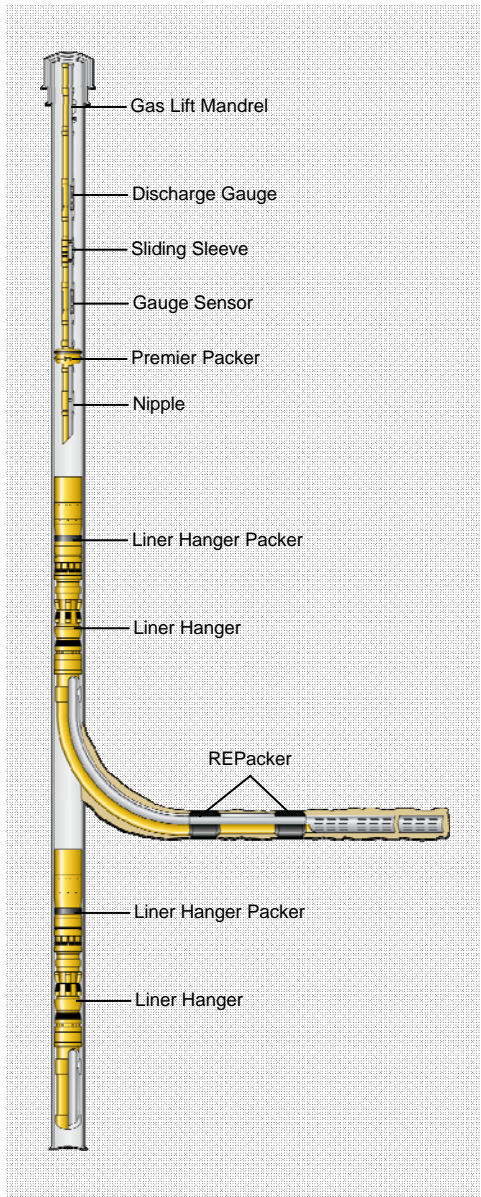 Gas Lift Mandrel
Discharge Gauge
Sliding Sleeve
Gauge Sensor
Premier Packer
Nipple
Liner Hanger Packer
Liner Hanger
REPacker
Liner Hanger Packer
Liner Hanger